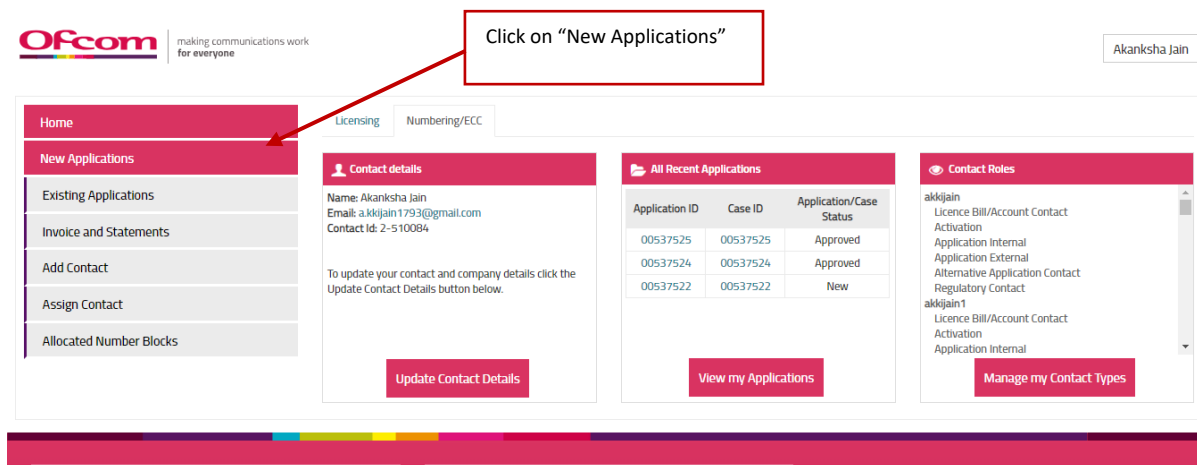 Ofcom
making communications work
for everyone
Click on “New Applications”
Akanksha Jain
Home
New Applications
Existing Applications
Invoice and Statements
Add Contact
Assign Contact
Allocated Number Blocks
Licensing
Numbering/ECC
Contact details
Name: Akanksha Jain
Email: a.kkijain1793@gmail.com
Contact Id: 2-510084
To update your contact and company details click the
Update Contact Details button below.
Update Contact Details
All Recent Applications
Application ID Case ID Application/Case
Status
00537525 00537525 Approved
00537524 00537524 Approved
00537522 00537522 New
View my Applications
Contact Roles
akkijain
Licence Bill/Account Contact
Activation
Application Internal
Application External
Alternative Application Contact
Regulatory Contact
akkijain1
Licence Bill/Account Contact
Activation
Application Internal
Manage my Contact Types